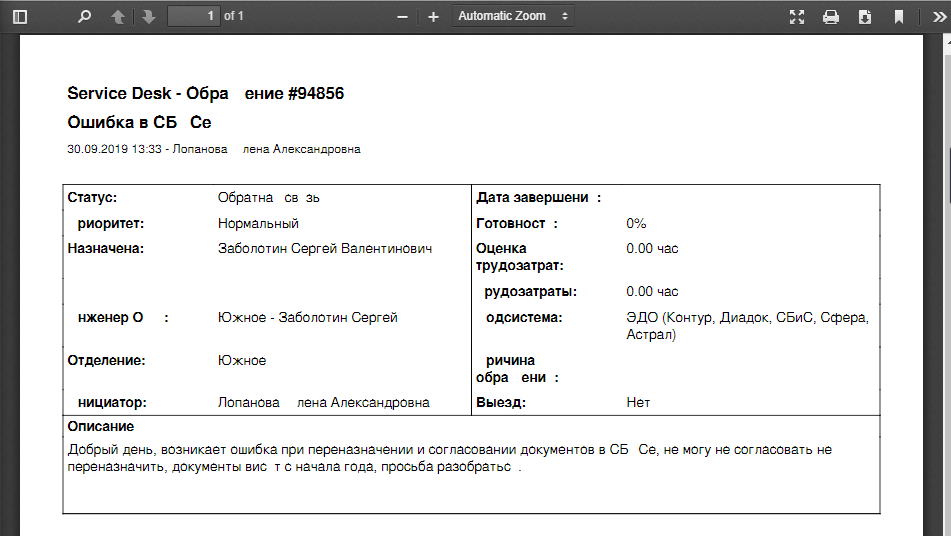 1 of 1
Automatic Zoom
Service Desk - Обра ение #94856
Ошибка в СБ Се
30.09.2019 13:33 - Лопанова лена Александровна
Статус: Обратна св зь Дата завершени :
риоритет: Нормальный Готовност : 0%
Назначена: Заболотин Сергей Валентинович Оценка трудозатрат: 0.00 час
рудозатраты: 0.00 час
нженер О : Южное - Заболотин Сергей одсистема: ЭДО (Контур, Диадок, СБиС, Сфера,
Астрал)
Отделение: Южное ричина
обра ени :
нициатор: Лопанова лена Александровна Выезд: Нет
Описание
Добрый день, возникает ошибка при переназначении и согласовании документов в СБ Се, не могу не согласовать не
переназначить, документы вис т с начала года, просьба разобратьс .